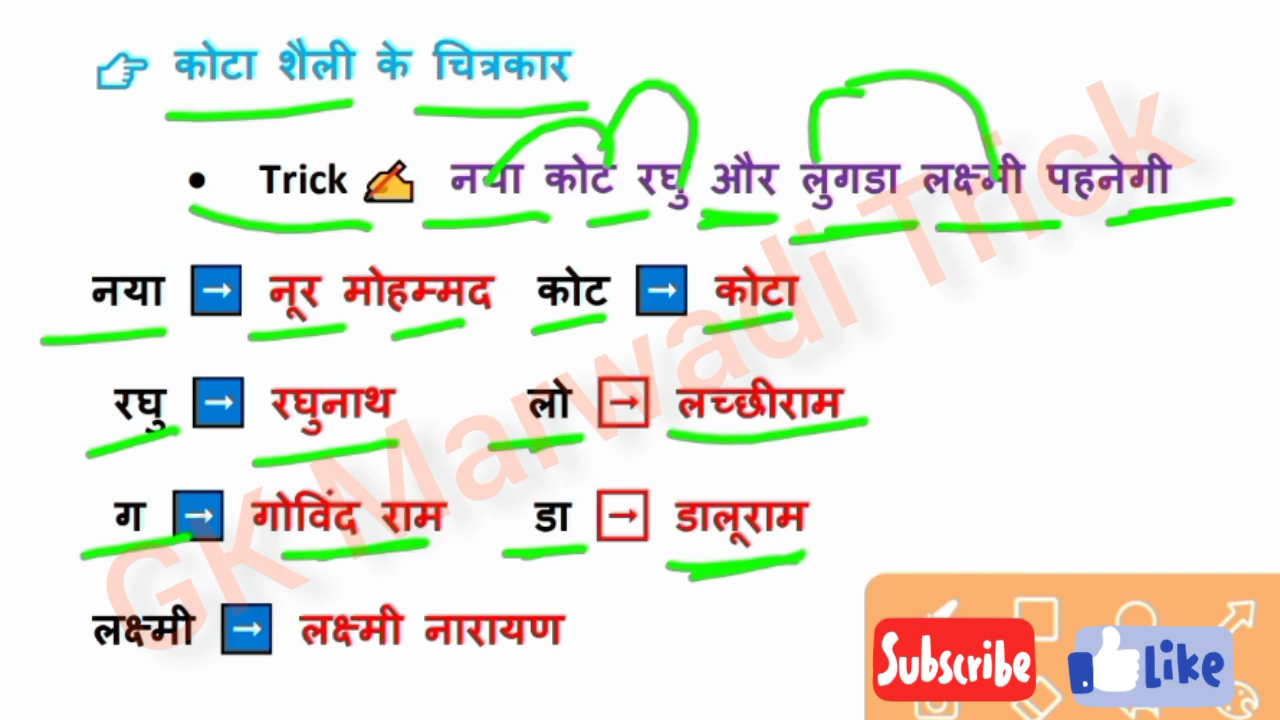 👉 कोटा शैली के चित्रकार
• Trick ✍ नया कोट रघु और लुगडा लक्ष्मी पहनेगी
नया → नूर मोहम्मद कोट → कोटा
रघु → रघुनाथ लो → लच्छीराम
ग → गोविंद राम डा → डालूराम
लक्ष्मी → लक्ष्मी नारायण
GK Marwadi Trick
Subscribe Like